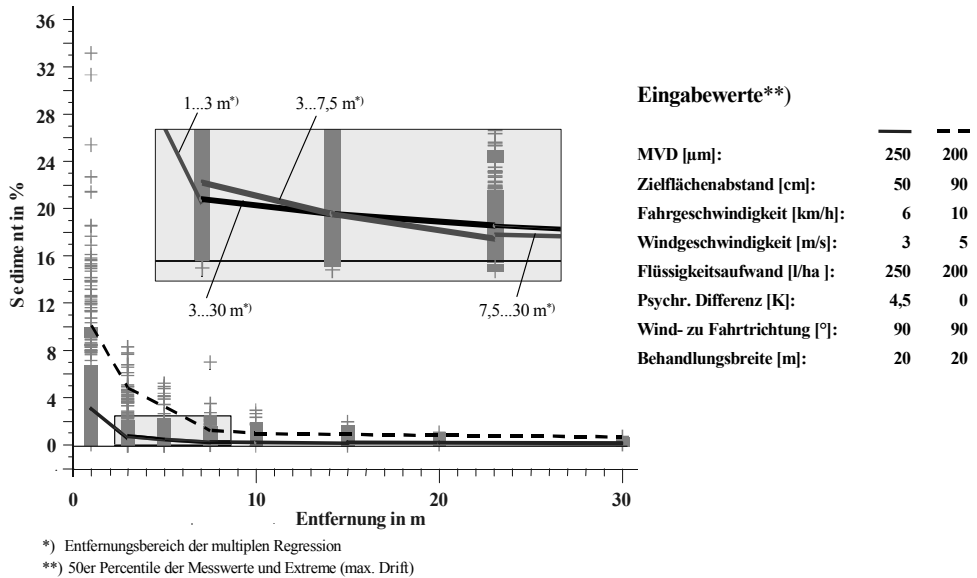 36
32
28
24
20
16
12
8
4
0
Sediment in %
1...3 m*)
3...7,5 m*)
3...30 m*)
7,5...30 m*)
0
10
20
30
Entfernung in m
Eingabewerte**)
MVD [µm]: 250 200
Zielflächenabstand [cm]: 50 90
Fahrgeschwindigkeit [km/h]: 6 10
Windgeschwindigkeit [m/s]: 3 5
Flüssigkeitsaufwand [l/ha ]: 250 200
Psychr. Differenz [K]: 4,5 0
Wind- zu Fahrtrichtung [°]: 90 90
Behandlungsbreite [m]: 20 20
*) Entfernungsbereich der multiplen Regression
**) 50er Percentile der Messwerte und Extreme (max. Drift)